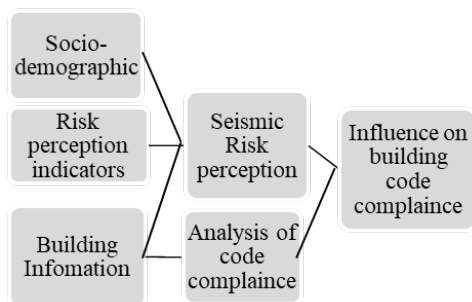 Socio-
demographic
Risk
perception
indicators
Building
Infomation
Seismic
Risk
perception
Analysis of
code
complaince
Influence on
building
code
complaince